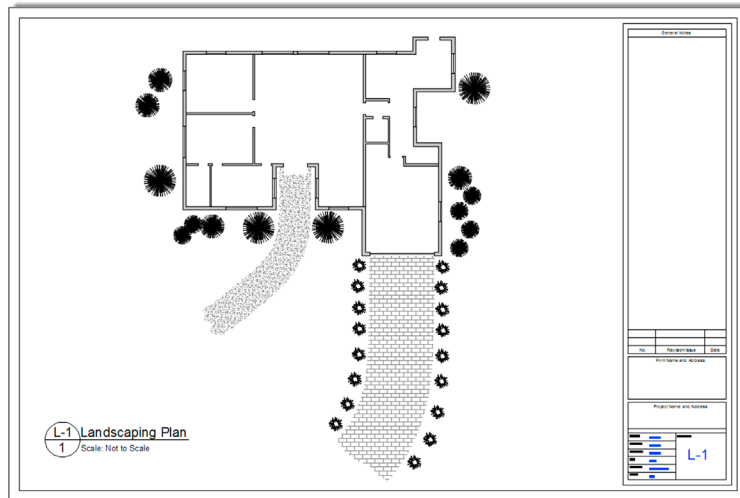 General Notes
No. Revision/Issue Date
Firm Name and Address
Project Name and Address
L-1
L-1 Landscaping Plan
1 Scale: Not to Scale